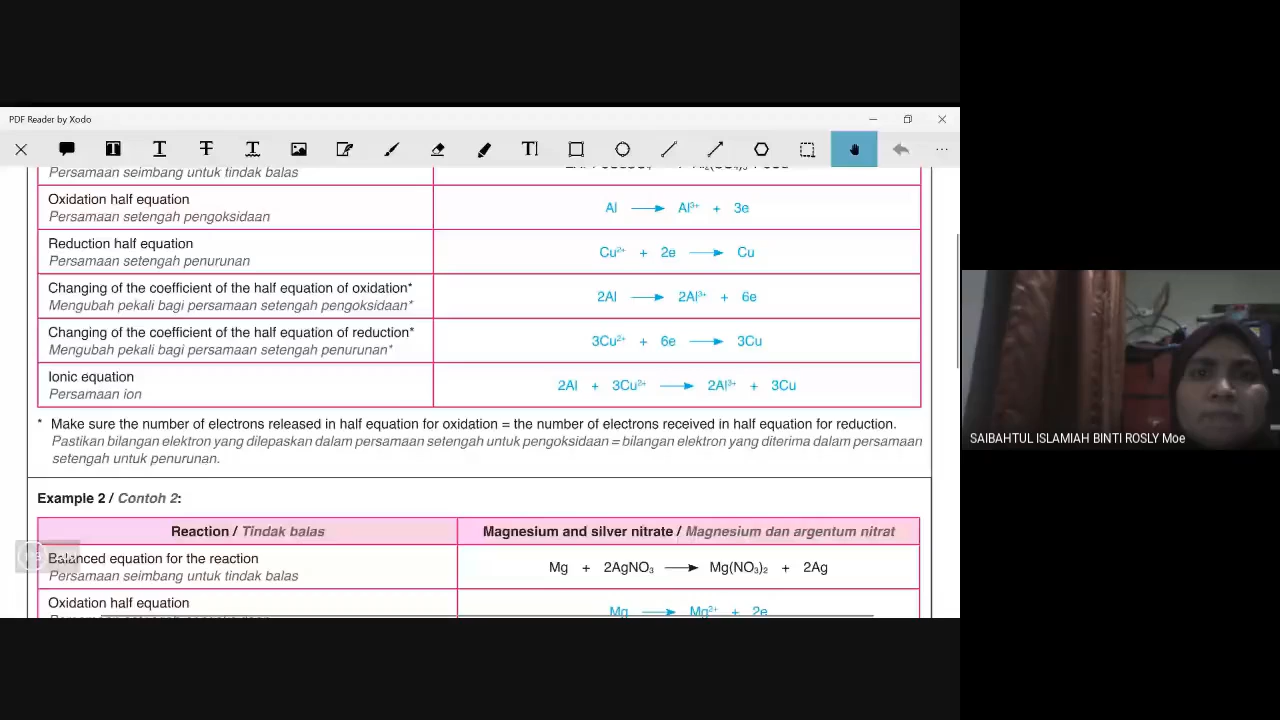 PDF Reader by Xodo
Persamaan seimbang untuk tindak balas
Oxidation half equation
Persamaan setengah pengoksidaan
Al ⟶ Al³⁺ + 3e
Reduction half equation
Persamaan setengah penurunan
Cu²⁺ + 2e ⟶ Cu
Changing of the coefficient of the half equation of oxidation*
Mengubah pekali bagi persamaan setengah pengoksidaan*
2Al ⟶ 2Al³⁺ + 6e
Changing of the coefficient of the half equation of reduction*
Mengubah pekali bagi persamaan setengah penurunan*
3Cu²⁺ + 6e ⟶ 3Cu
Ionic equation
Persamaan ion
2Al + 3Cu²⁺ ⟶ 2Al³⁺ + 3Cu
* Make sure the number of electrons released in half equation for oxidation = the number of electrons received in half equation for reduction.
Pastikan bilangan elektron yang dilepaskan dalam persamaan setengah untuk pengoksidaan = bilangan elektron yang diterima dalam persamaan
setengah untuk penurunan.
Example 2 / Contoh 2:
Reaction / Tindak balas
Magnesium and silver nitrate / Magnesium dan argentum nitrat
Balanced equation for the reaction
Persamaan seimbang untuk tindak balas
Mg + 2AgNO₃ ⟶ Mg(NO₃)₂ + 2Ag
Oxidation half equation
Mg ⟶ Mg²⁺ + 2e
SAIBAHTUL ISLAMIAH BINTI ROSLY Moe